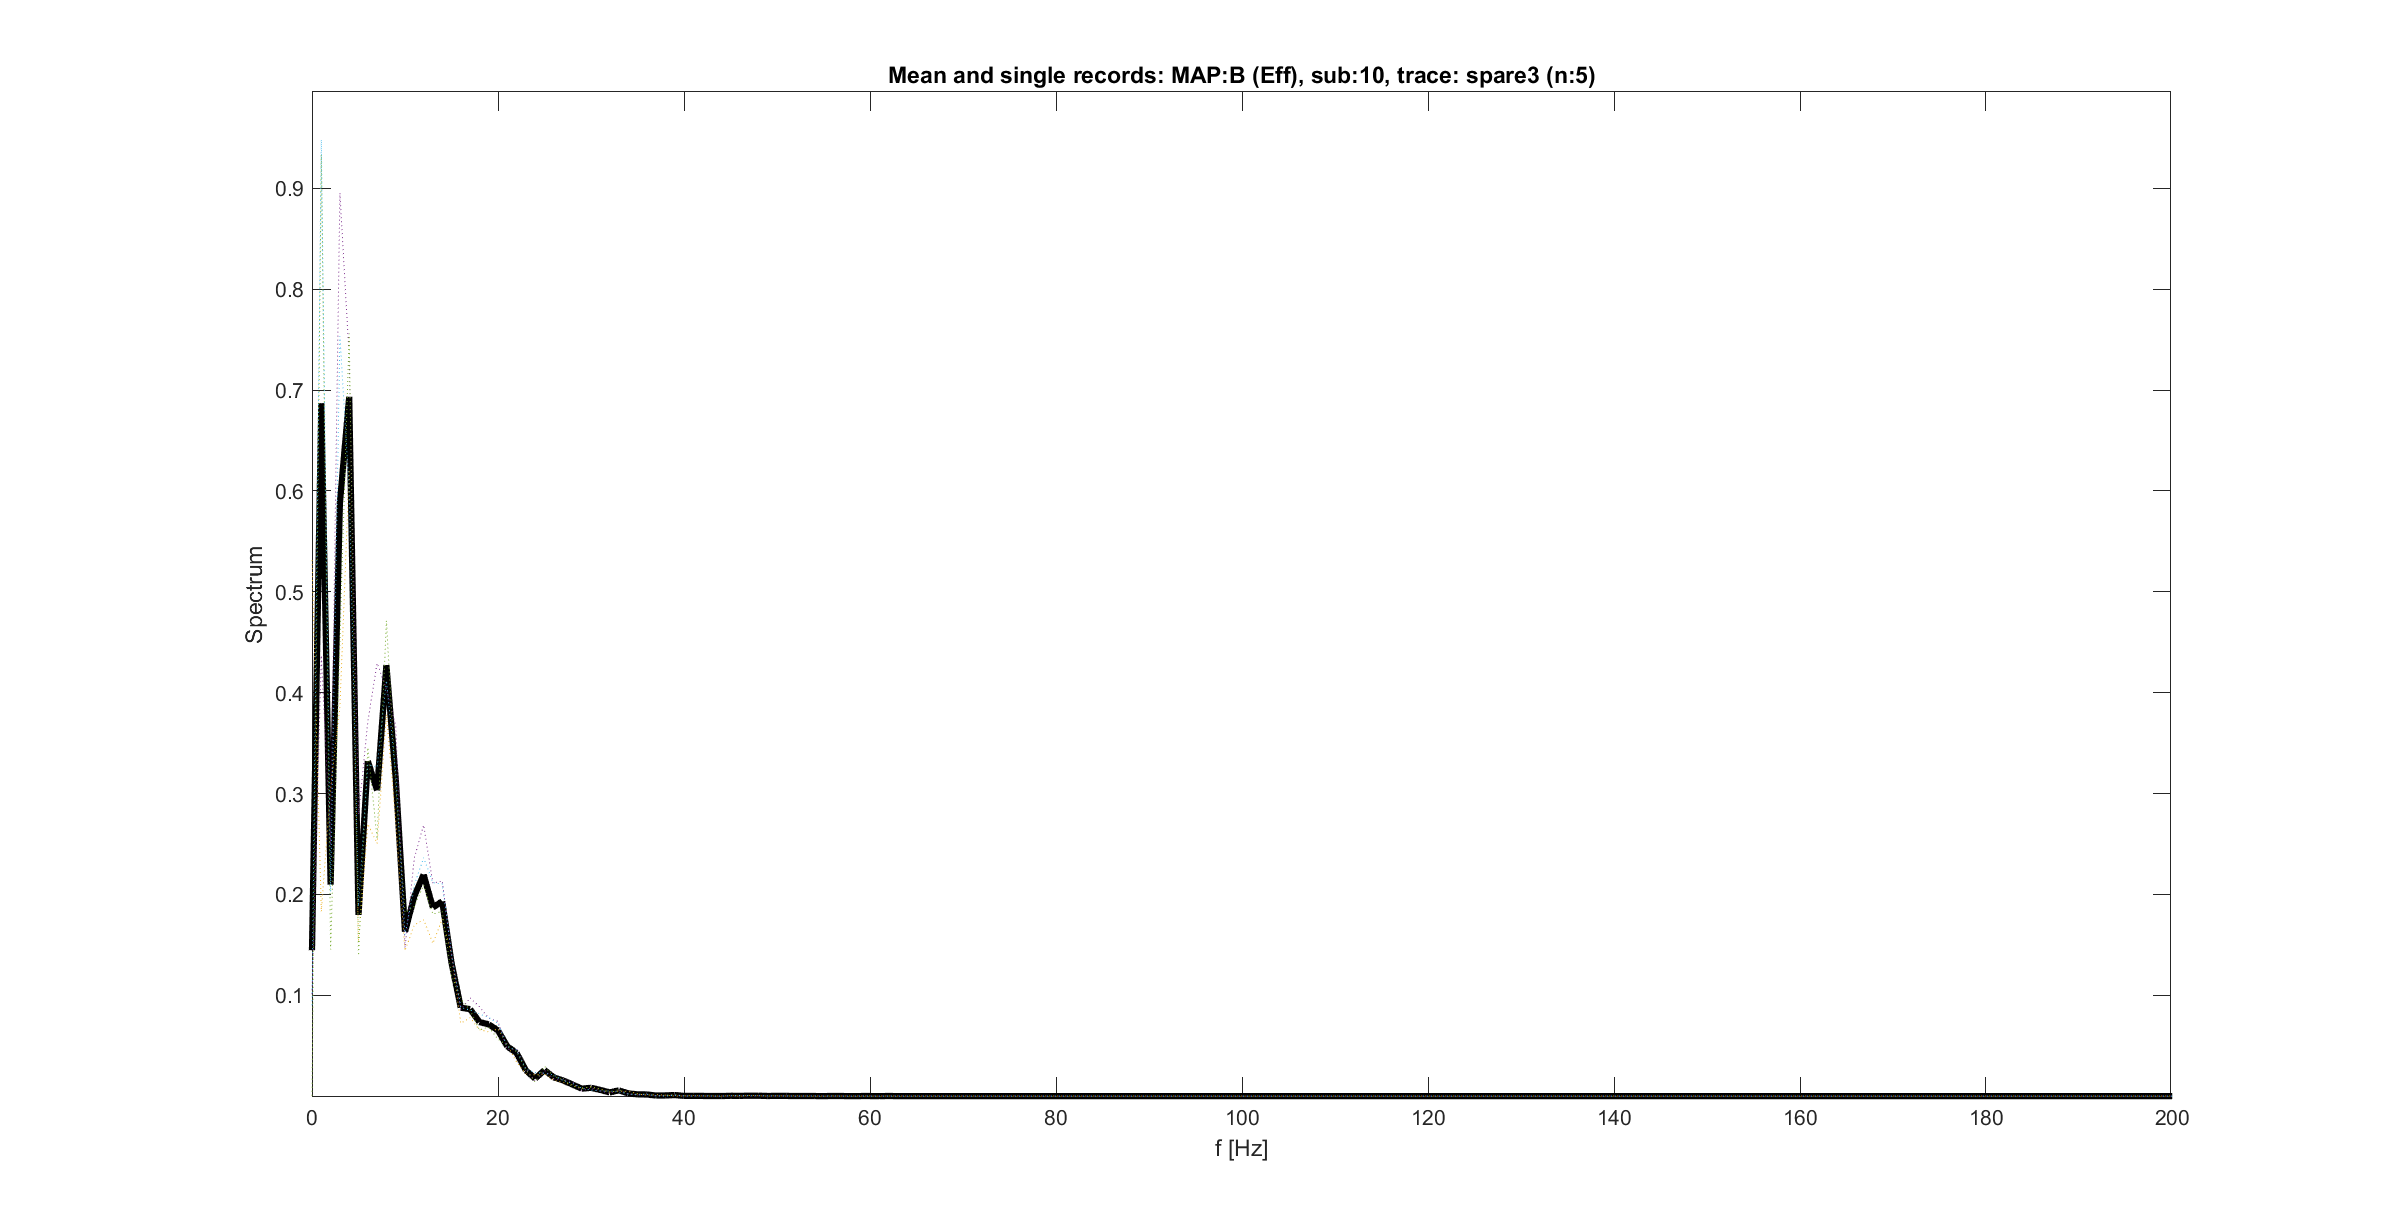 Mean and single records: MAP:B (Eff), sub:10, trace: spare3 (n:5)
0.9
0.8
0.7
0.6
0.5
0.4
0.3
0.2
0.1
Spectrum
0 20 40 60 80 100 120 140 160 180 200
f [Hz]